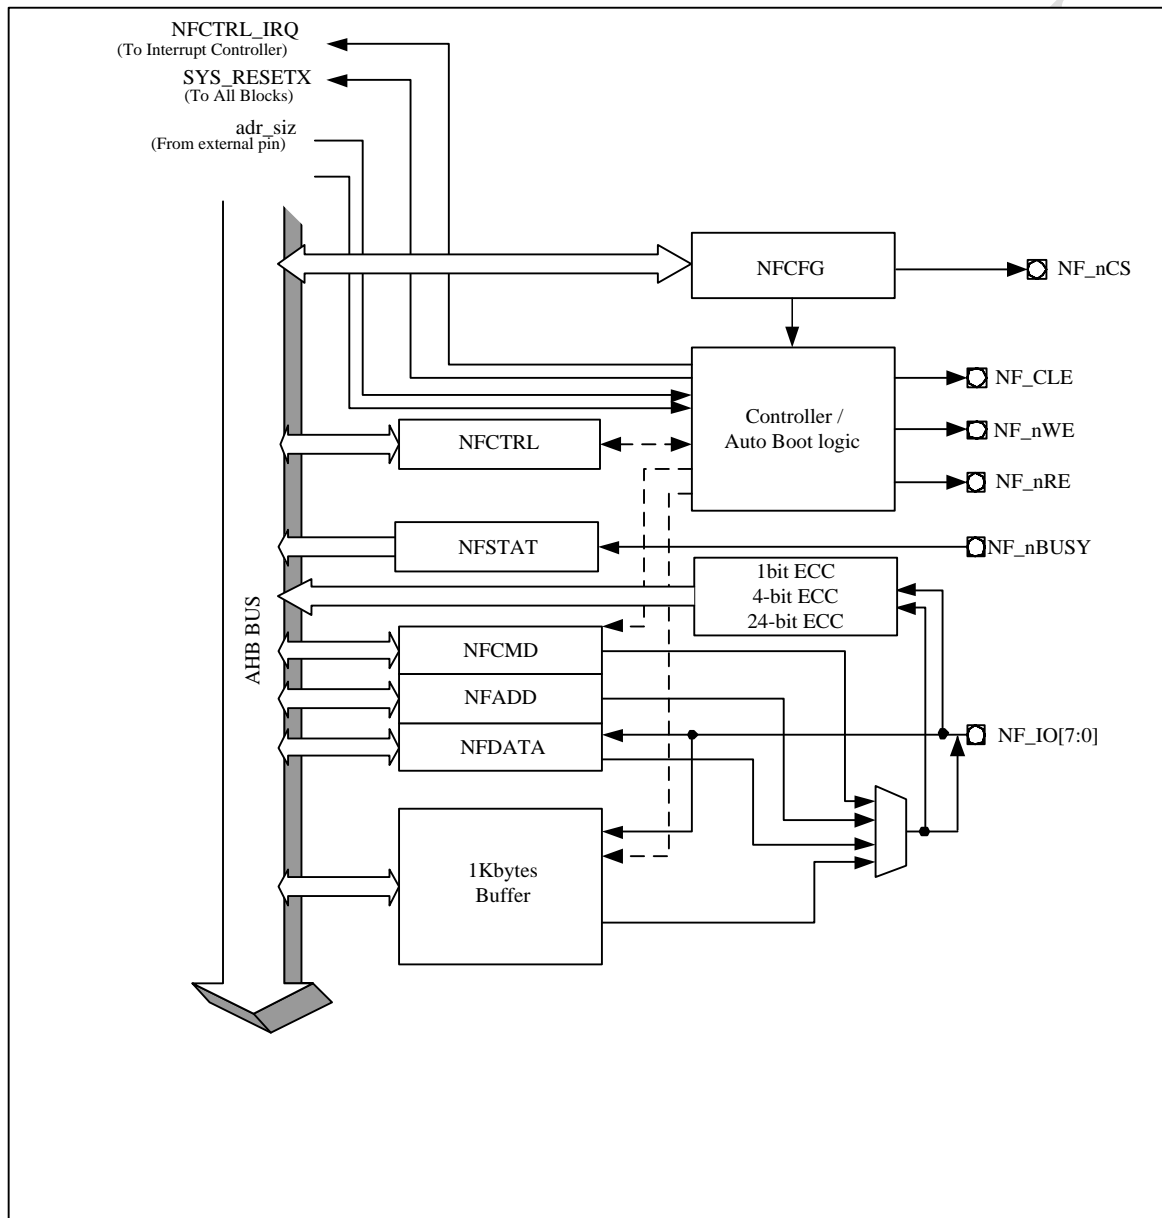 NFCTRL_IRQ
(To Interrupt Controller)
SYS_RESETX
(To All Blocks)
adr_siz
(From external pin)
NFCFG
NF_nCS
Controller /
Auto Boot logic
NF_CLE
NF_nWE
NF_nRE
NFCTRL
NFSTAT
NF_nBUSY
1bit ECC
4-bit ECC
24-bit ECC
AHB BUS
NFCMD
NFADD
NFDATA
NF_IO[7:0]
1Kbytes
Buffer